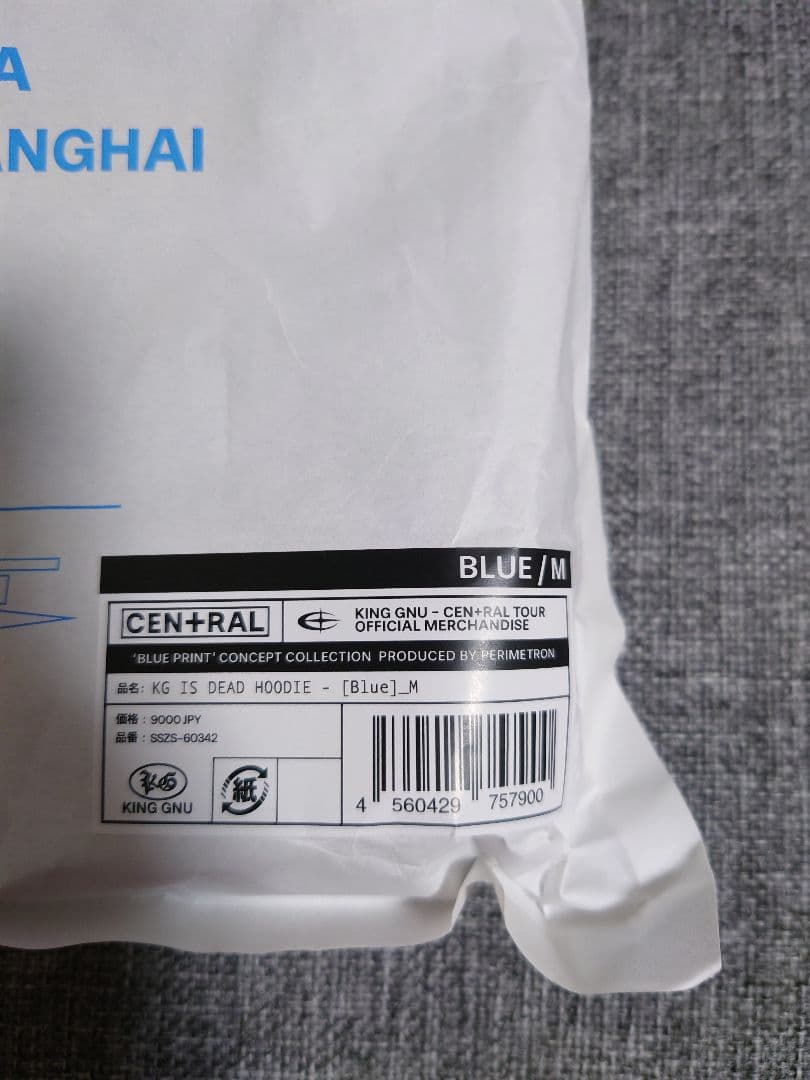 A
ANGHAI
BLUE/M
CEN+RAL
KING GNU - CEN+RAL TOUR
OFFICIAL MERCHANDISE
'BLUE PRINT' CONCEPT COLLECTION PRODUCED BY PERIMETRON
品名: KG IS DEAD HOODIE - [Blue]_M
価格 : 9000 JPY
品番 : SSZS-60342
KG
KING GNU
紙
4 560429 757900